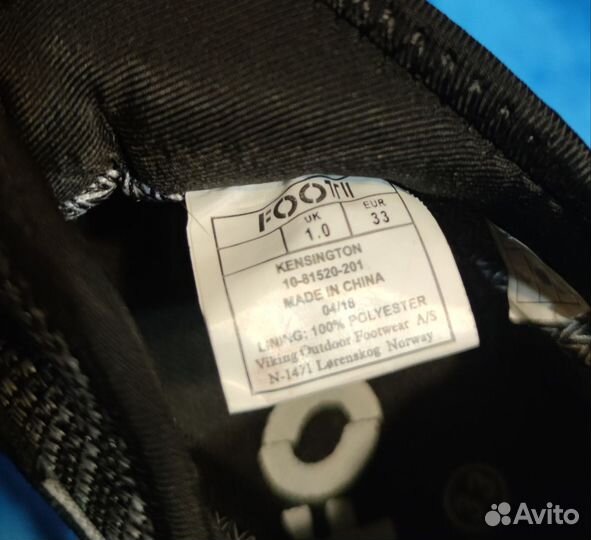 UK EUR
1.0 33
KENSINGTON
10-81520-201
MADE IN CHINA
04/18
LINING: 100% POLYESTER
Viking Outdoor Footwear A/S
N-1471 Lørenskog Norway
Avito